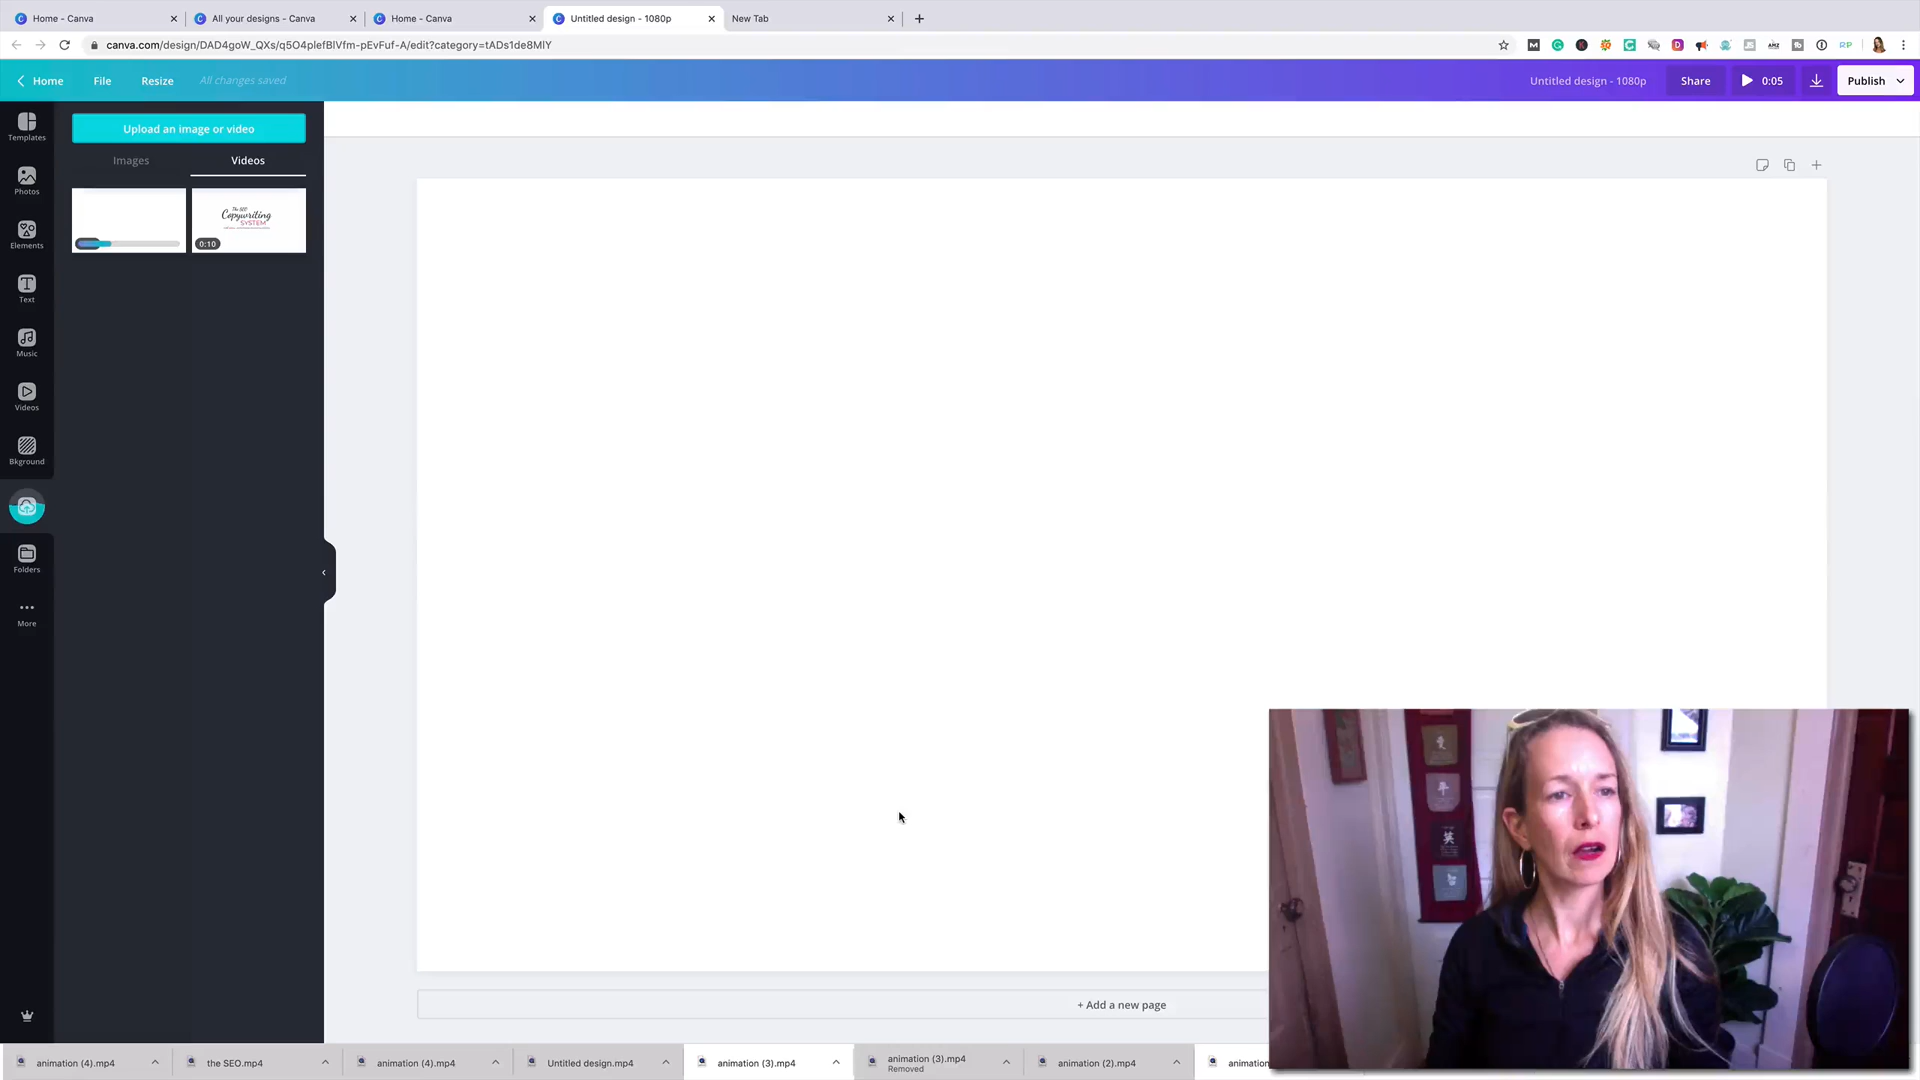 Home - Canva
All your designs - Canva
Home - Canva
Untitled design - 1080p
New Tab
canva.com/design/DAD4goW_QXs/q5O4plefBlVfm-pEvFuf-A/edit?category=tADs1de8MlY
Home
File
Resize
All changes saved
Untitled design - 1080p
Share
0:05
Publish
Templates
Photos
Elements
Text
Music
Videos
Bkground
Folders
More
Upload an image or video
Images
Videos
The SEO
Copywriting
SYSTEM
0:10
+ Add a new page
animation (4).mp4
the SEO.mp4
animation (4).mp4
Untitled design.mp4
animation (3).mp4
animation (3).mp4
Removed
animation (2).mp4
animation